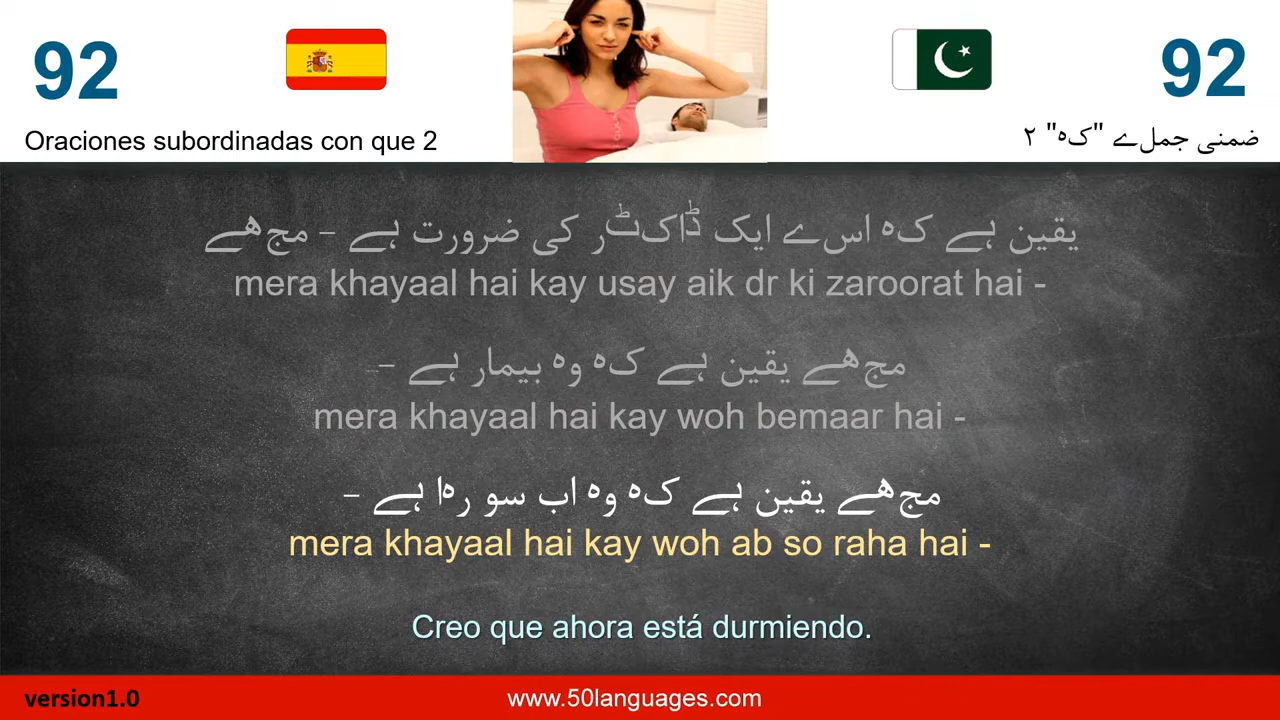 92
92
Oraciones subordinadas con que 2
ضمنی جملے "کہ" ۲
یقین ہے کہ اسے ایک ڈاکٹر کی ضرورت ہے – مجھے
mera khayaal hai kay usay aik dr ki zaroorat hai -
مجھے یقین ہے کہ وہ بیمار ہے –
mera khayaal hai kay woh bemaar hai -
مجھے یقین ہے کہ وہ اب سو رہا ہے –
mera khayaal hai kay woh ab so raha hai -
Creo que ahora está durmiendo.
version1.0
www.50languages.com